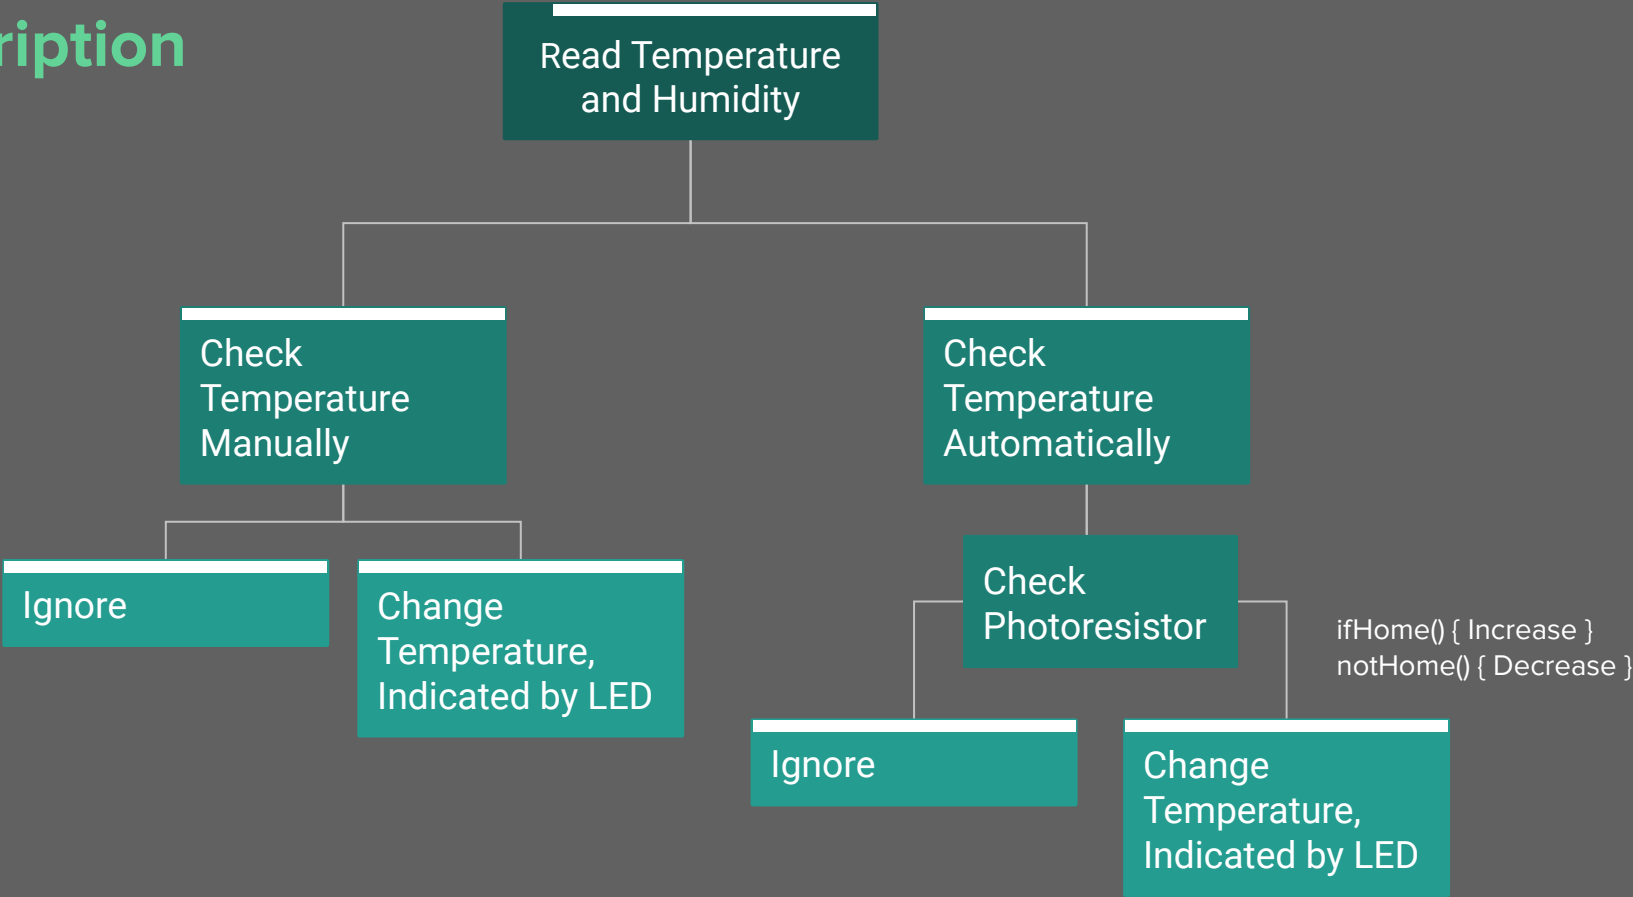 ription
Read Temperature
and Humidity
Check
Temperature
Manually
Check
Temperature
Automatically
Ignore
Change
Temperature,
Indicated by LED
Check
Photoresistor
ifHome() { Increase }
notHome() { Decrease }
Ignore
Change
Temperature,
Indicated by LED